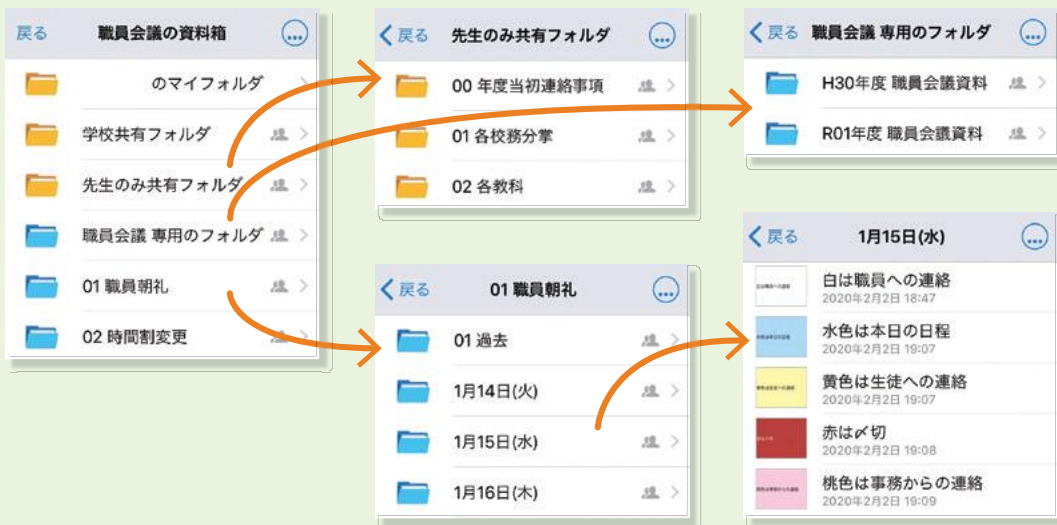 戻る 職員会議の資料箱
のマイフォルダ
学校共有フォルダ
先生のみ共有フォルダ
職員会議 専用のフォルダ
01 職員朝礼
02 時間割変更
戻る 先生のみ共有フォルダ
00 年度当初連絡事項
01 各校務分掌
02 各教科
戻る 職員会議 専用のフォルダ
H30年度 職員会議資料
R01年度 職員会議資料
戻る 01 職員朝礼
01 過去
1月14日(火)
1月15日(水)
1月16日(木)
戻る 1月15日(水)
白は職員への連絡
2020年2月2日 18:47
水色は本日の日程
2020年2月2日 19:07
黄色は生徒への連絡
2020年2月2日 19:07
赤は〆切
2020年2月2日 19:08
桃色は事務からの連絡
2020年2月2日 19:09